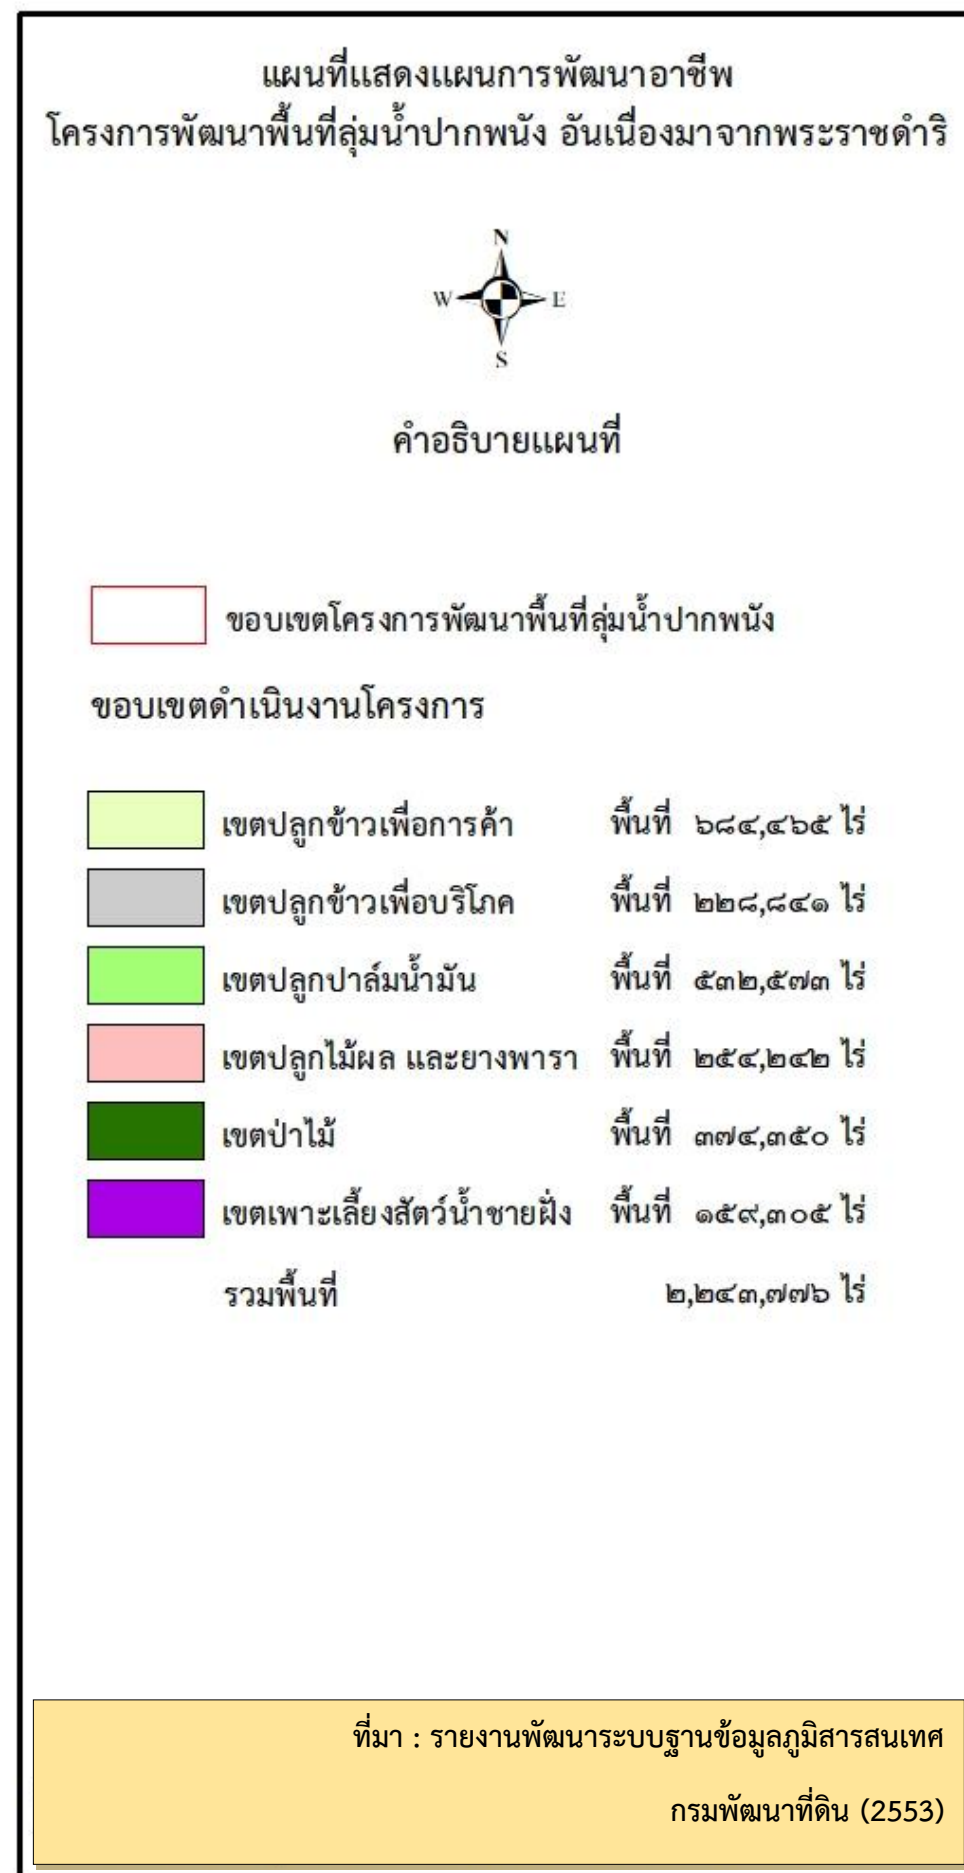 แผนที่แสดงแผนการพัฒนาอาชีพ
โครงการพัฒนาพื้นที่ลุ่มน้ำปากพนัง อันเนื่องมาจากพระราชดำริ
N
W E
S
คำอธิบายแผนที่
ขอบเขตโครงการพัฒนาพื้นที่ลุ่มน้ำปากพนัง
ขอบเขตดำเนินงานโครงการ
เขตปลูกข้าวเพื่อการค้า พื้นที่ ๖๘๔,๔๖๕ ไร่
เขตปลูกข้าวเพื่อบริโภค พื้นที่ ๒๒๘,๘๔๑ ไร่
เขตปลูกปาล์มน้ำมัน พื้นที่ ๕๓๒,๕๗๓ ไร่
เขตปลูกไม้ผล และยางพารา พื้นที่ ๒๕๔,๒๔๒ ไร่
เขตป่าไม้ พื้นที่ ๓๗๔,๓๕๐ ไร่
เขตเพาะเลี้ยงสัตว์น้ำชายฝั่ง พื้นที่ ๑๕๙,๓๐๕ ไร่
รวมพื้นที่ ๒,๒๔๓,๗๗๖ ไร่
ที่มา : รายงานพัฒนาระบบฐานข้อมูลภูมิสารสนเทศ
กรมพัฒนาที่ดิน (2553)